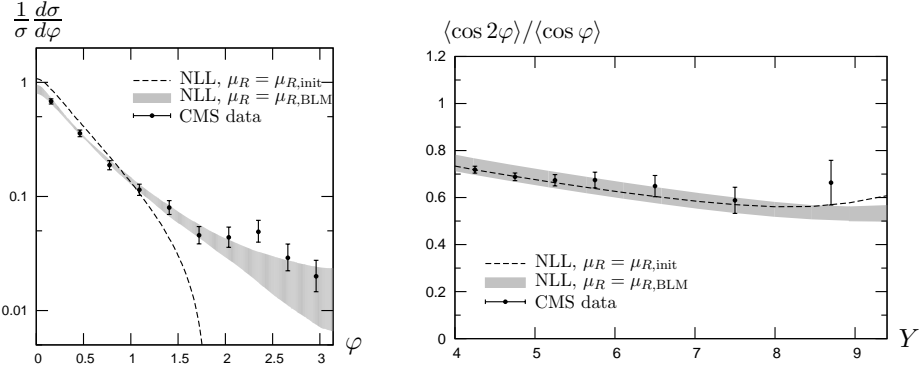 1/σ dσ/dφ
1
0.1
0.01
0 0.5 1 1.5 2 2.5 3
φ
NLL, μ_R = μ_R,init
NLL, μ_R = μ_R,BLM
CMS data
⟨cos 2φ⟩/⟨cos φ⟩
1.2
1
0.8
0.6
0.4
0.2
0
4 5 6 7 8 9
Y
NLL, μ_R = μ_R,init
NLL, μ_R = μ_R,BLM
CMS data